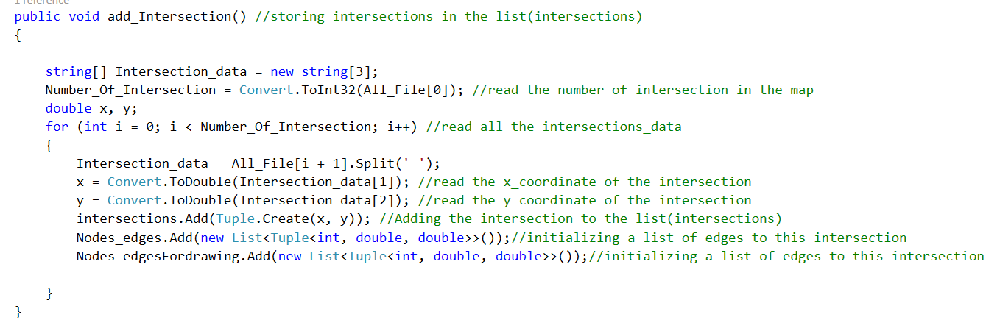 1 reference
public void add_Intersection() //storing intersections in the list(intersections)
{
string[] Intersection_data = new string[3];
Number_Of_Intersection = Convert.ToInt32(All_File[0]); //read the number of intersection in the map
double x, y;
for (int i = 0; i < Number_Of_Intersection; i++) //read all the intersections_data
{
Intersection_data = All_File[i + 1].Split(' ');
x = Convert.ToDouble(Intersection_data[1]); //read the x_coordinate of the intersection
y = Convert.ToDouble(Intersection_data[2]); //read the y_coordinate of the intersection
intersections.Add(Tuple.Create(x, y)); //Adding the intersection to the list(intersections)
Nodes_edges.Add(new List<Tuple<int, double, double>>());//initializing a list of edges to this intersection
Nodes_edgesFordrawing.Add(new List<Tuple<int, double, double>>());//initializing a list of edges to this intersection
}
}